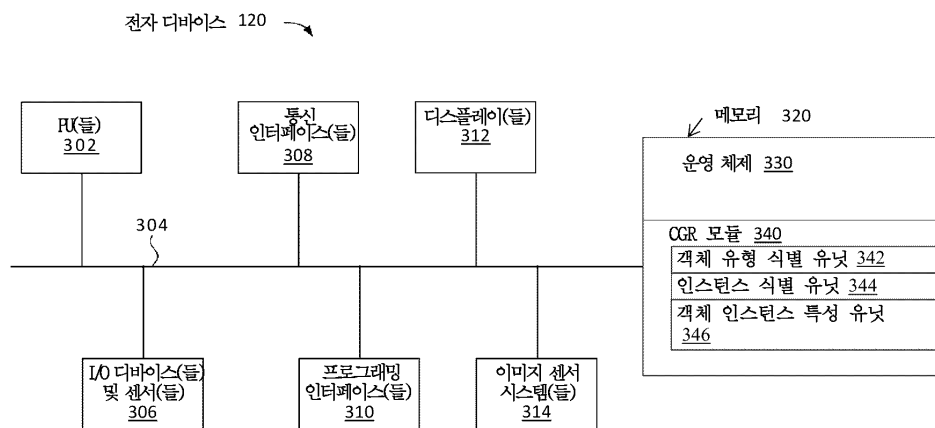 전자 디바이스 120
PU(들)
302
통신
인터페이스(들)
308
디스플레이(들)
312
메모리 320
운영 체제 330
304
CGR 모듈 340
객체 유형 식별 유닛 342
인스턴스 식별 유닛 344
객체 인스턴스 특성 유닛
346
I/O 디바이스(들)
및 센서(들)
306
프로그래밍
인터페이스(들)
310
이미지 센서
시스템(들)
314